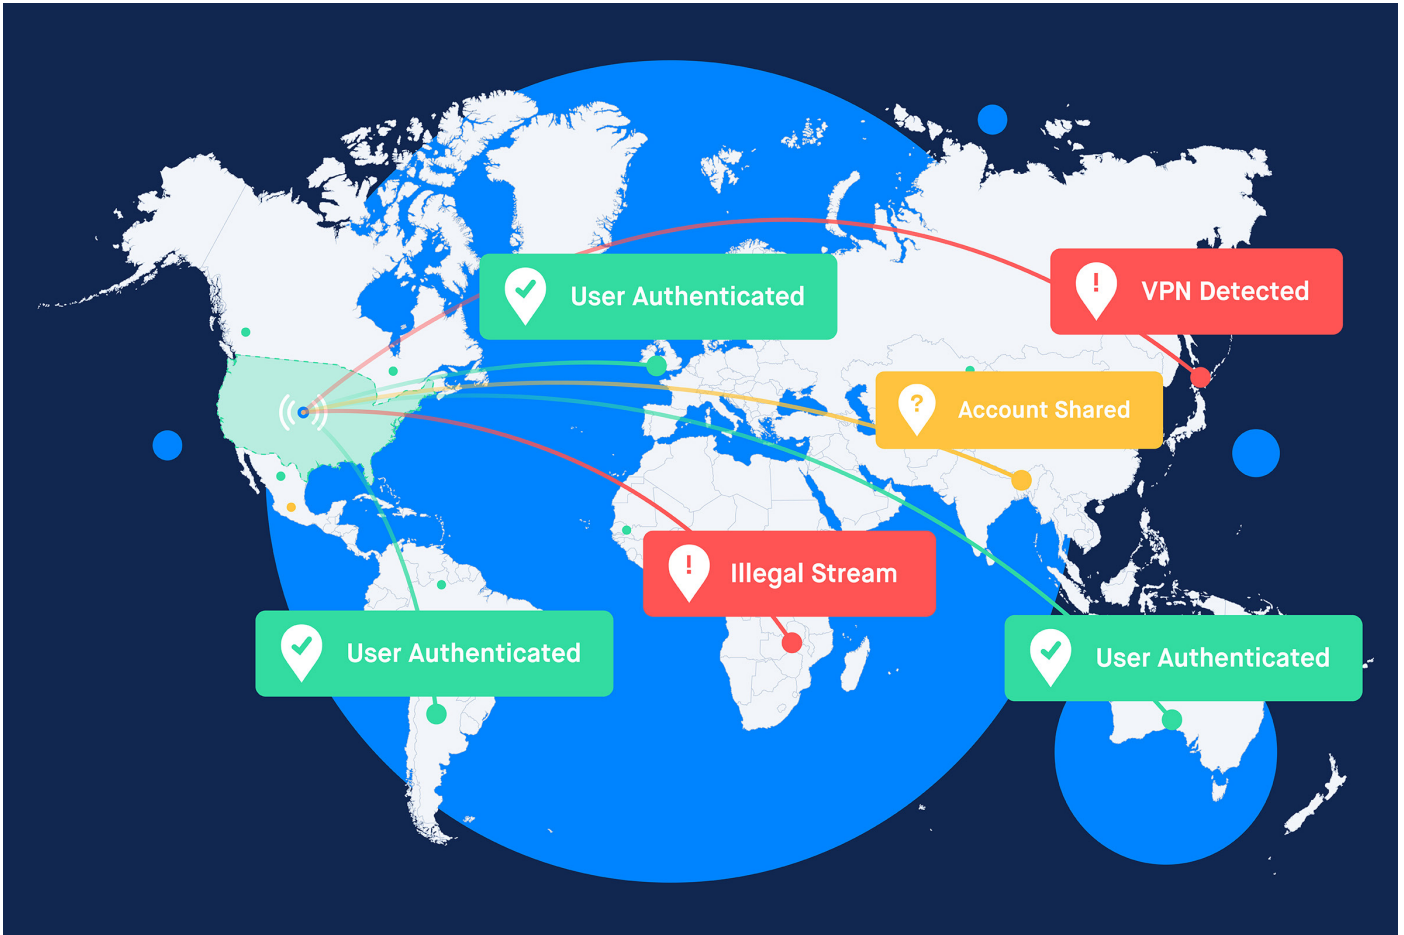 User Authenticated
! VPN Detected
? Account Shared
! Illegal Stream
User Authenticated
User Authenticated